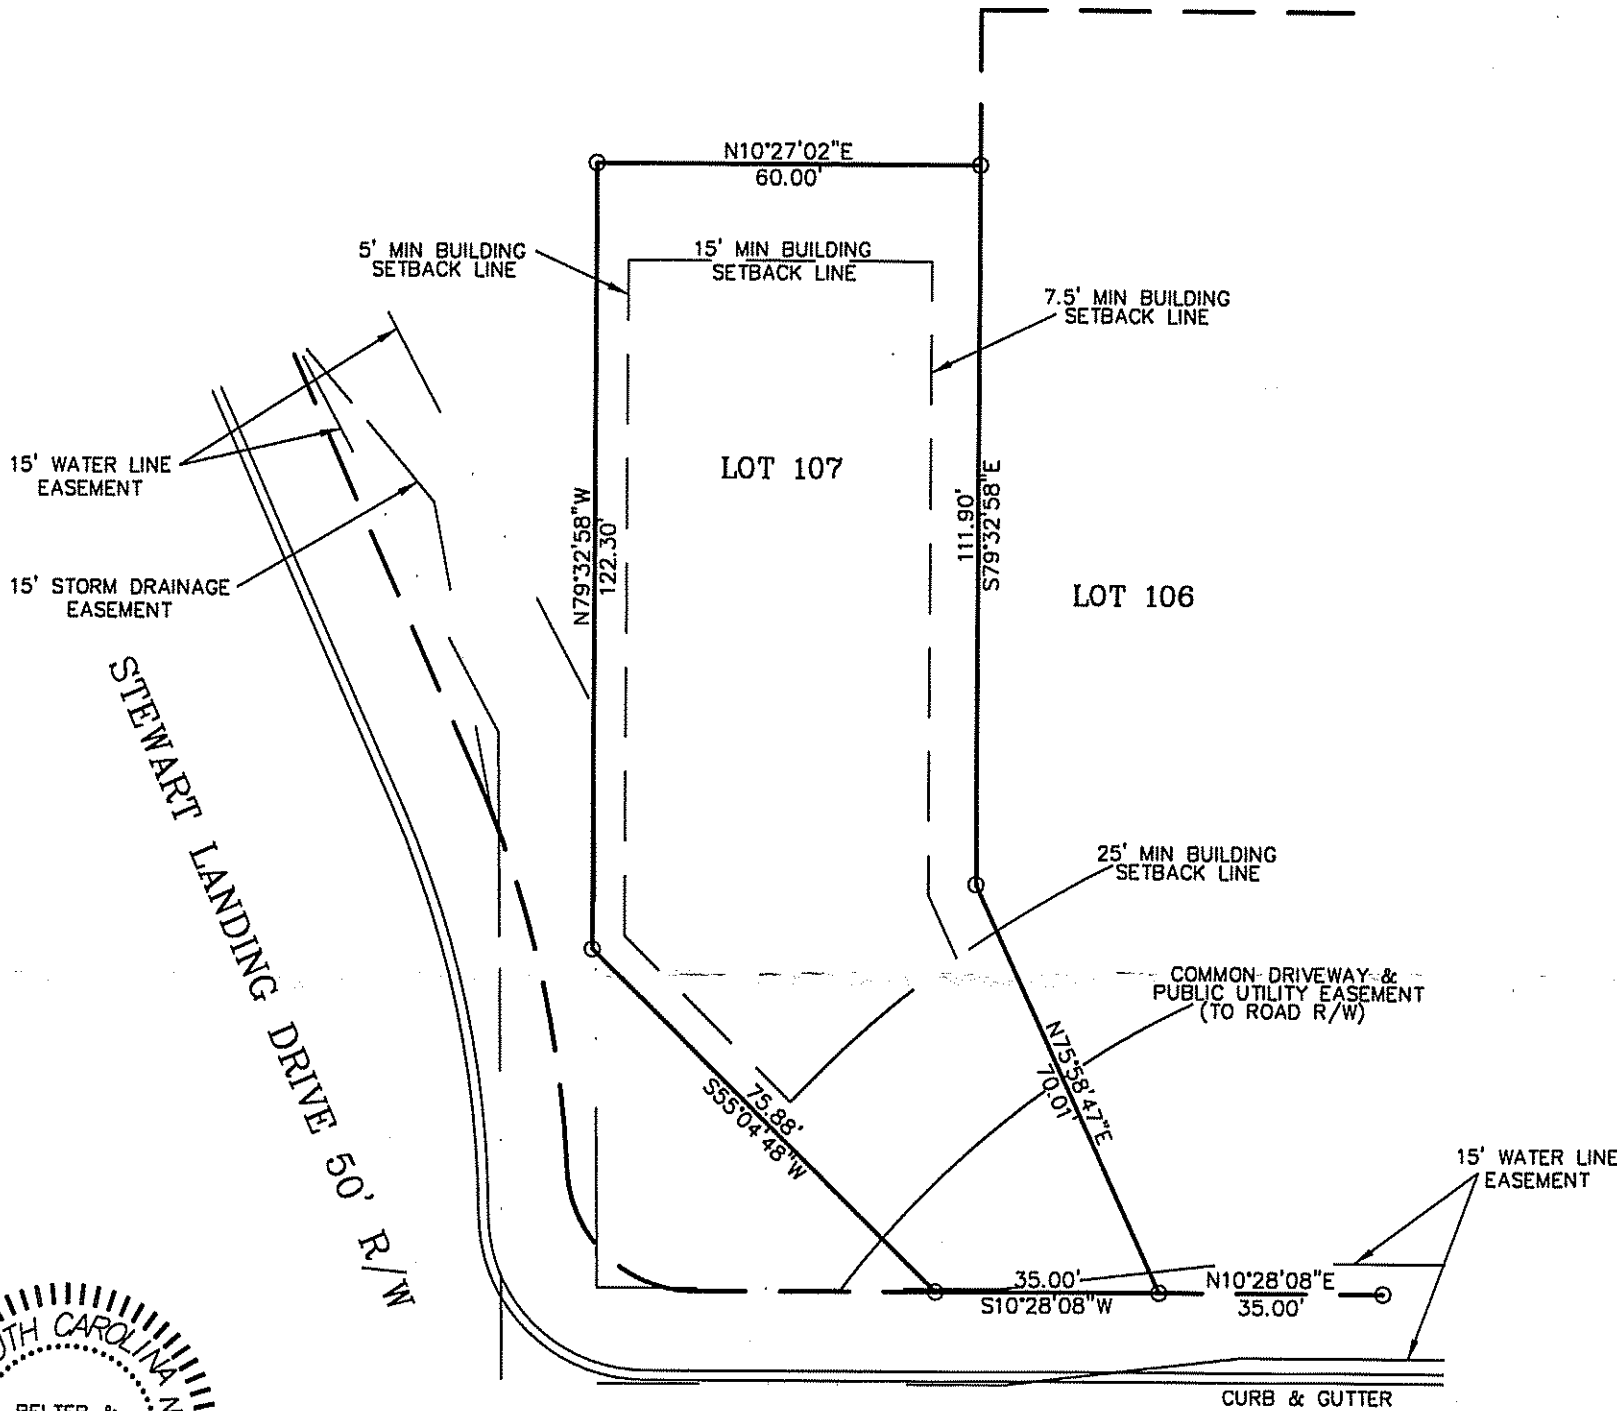 N10°27'02"E
60.00'
5' MIN BUILDING
SETBACK LINE
15' MIN BUILDING
SETBACK LINE
7.5' MIN BUILDING
SETBACK LINE
15' WATER LINE
EASEMENT
LOT 107
N79°32'58"W
122.30'
111.90'
S79°32'58"E
15' STORM DRAINAGE
EASEMENT
LOT 106
STEWART LANDING DRIVE 50' R/W
25' MIN BUILDING
SETBACK LINE
COMMON DRIVEWAY &
PUBLIC UTILITY EASEMENT
(TO ROAD R/W)
N75°58'47"E
70.01'
75.88'
S55°04'48"W
15' WATER LINE
EASEMENT
35.00'
S10°28'08"W
N10°28'08"E
35.00'
CURB & GUTTER
UTH CAROLINA